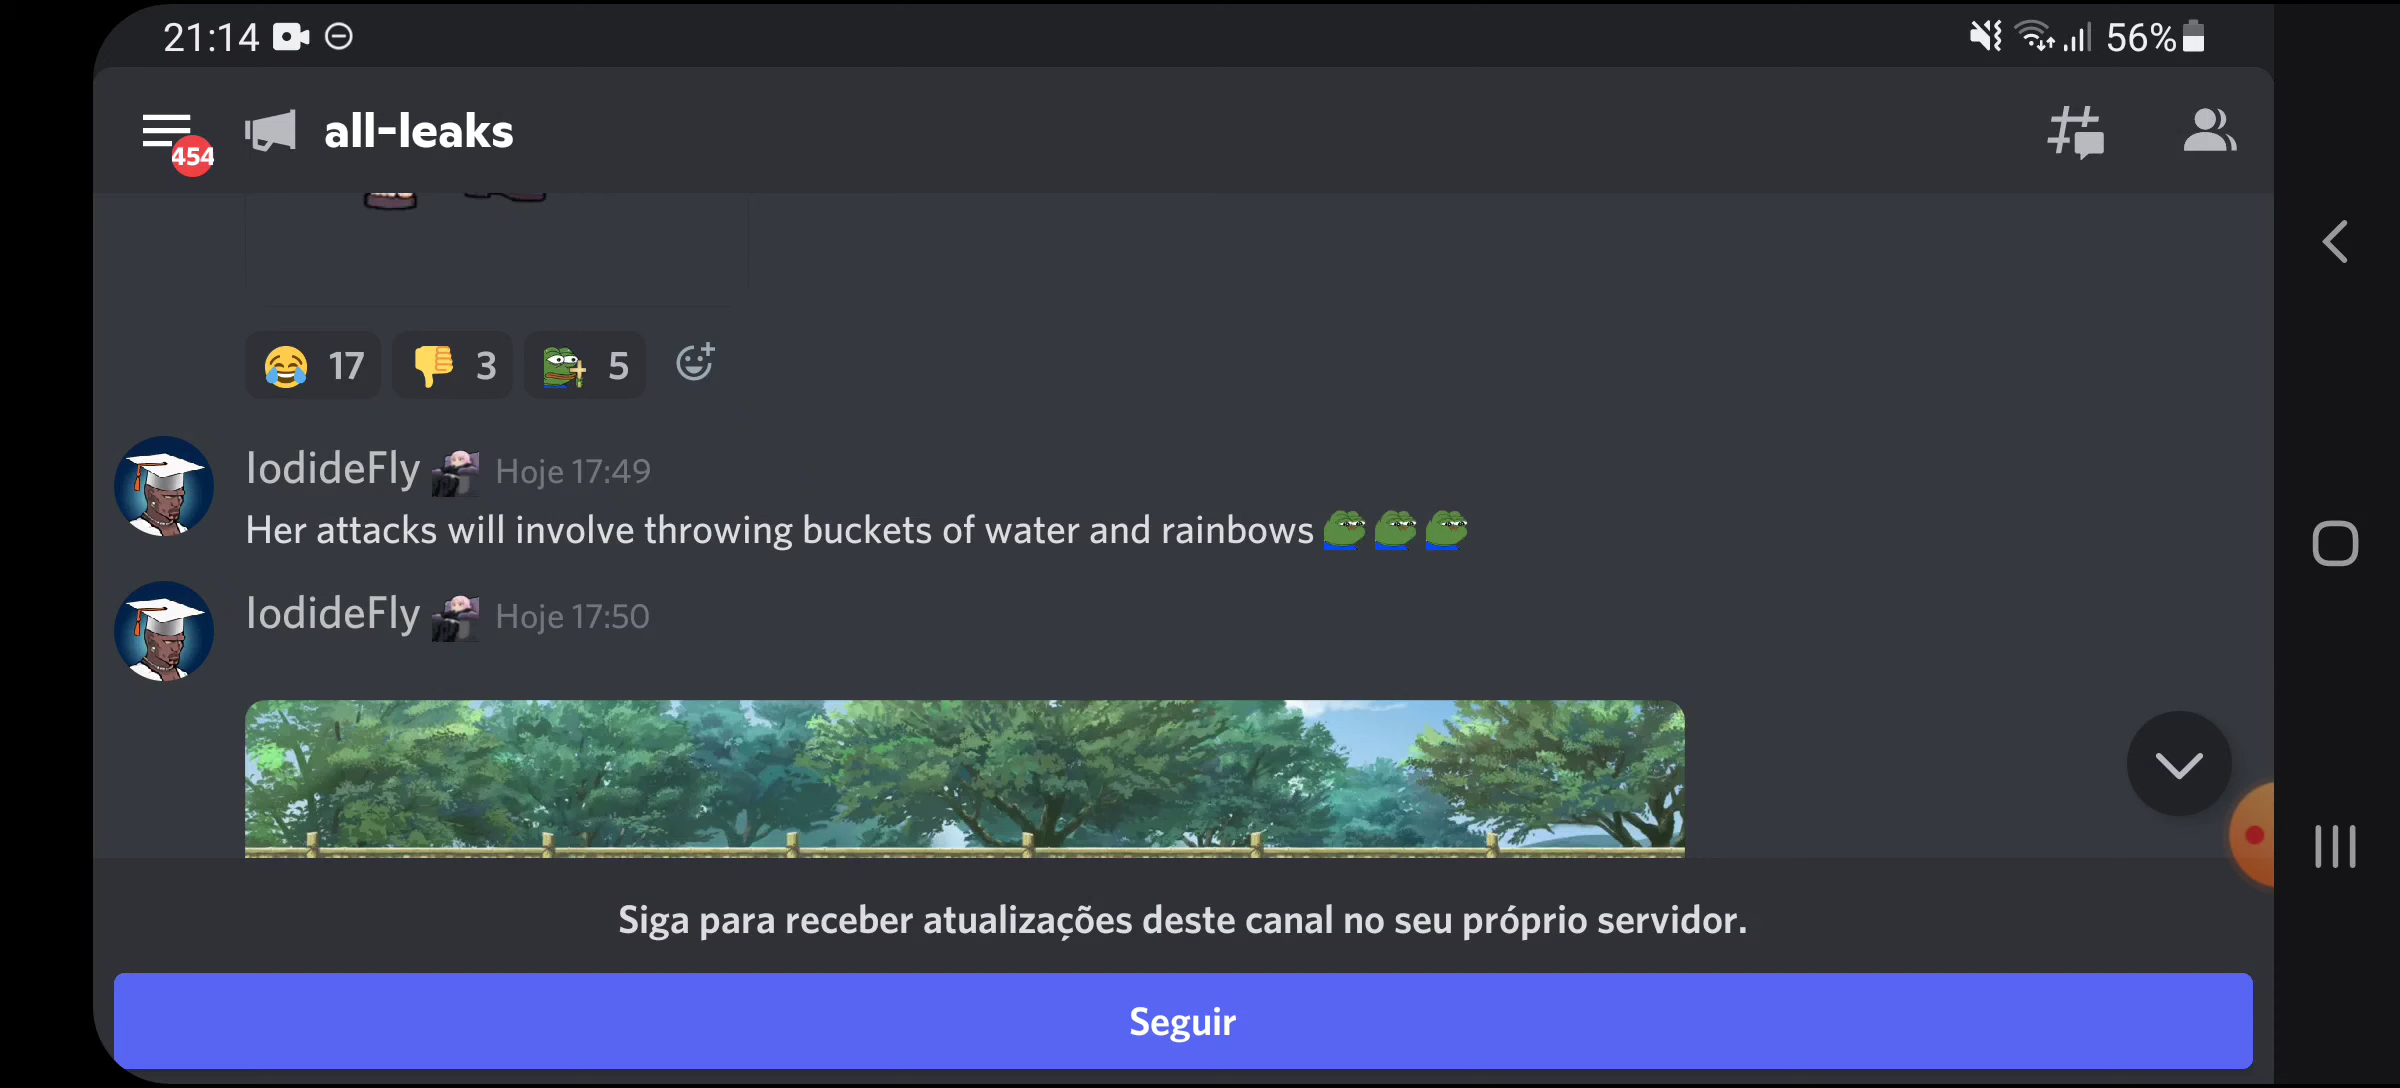 21:14
56%
454
all-leaks
17
3
5
IodideFly
Hoje 17:49
Her attacks will involve throwing buckets of water and rainbows
IodideFly
Hoje 17:50
Siga para receber atualizações deste canal no seu próprio servidor.
Seguir